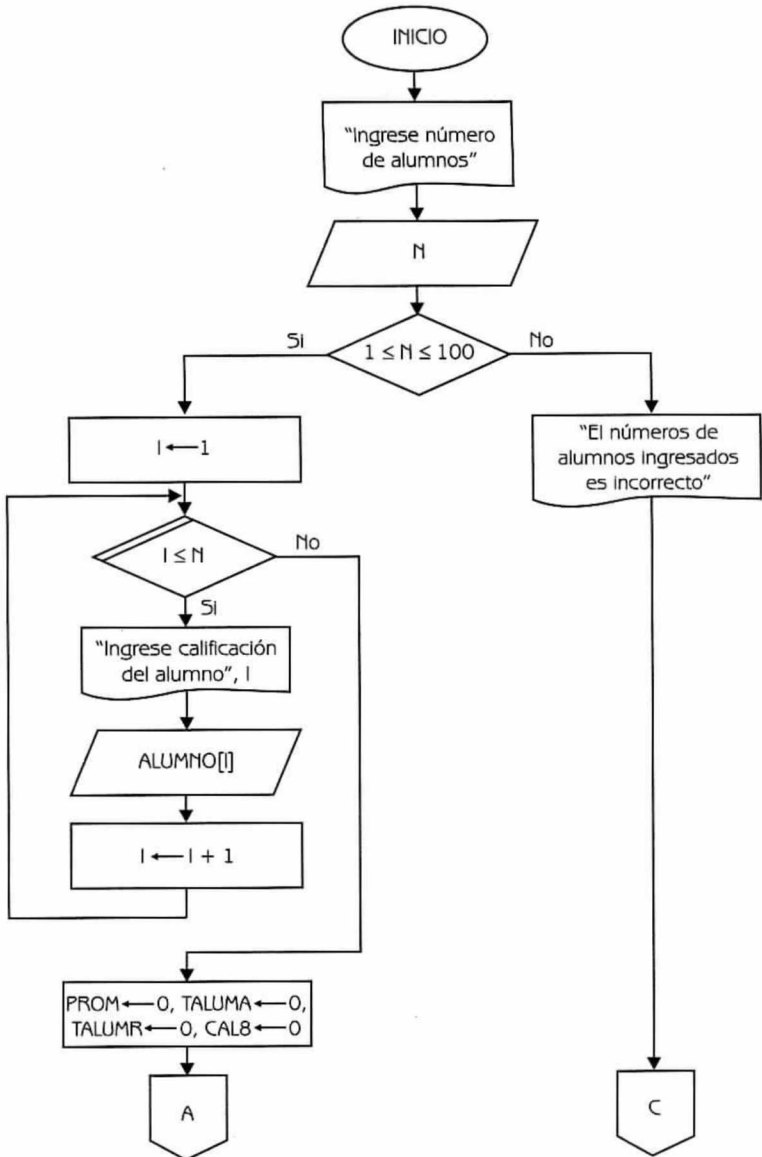 INICIO
"Ingrese número
de alumnos"
N
Si
1 ≤ N ≤ 100
No
I ← 1
"El números de
alumnos ingresados
es incorrecto"
I ≤ N
No
Si
"Ingrese calificación
del alumno", I
ALUMNO[I]
I ← I + 1
PROM ← 0, TALUMA ← 0,
TALUMR ← 0, CAL8 ← 0
A
C